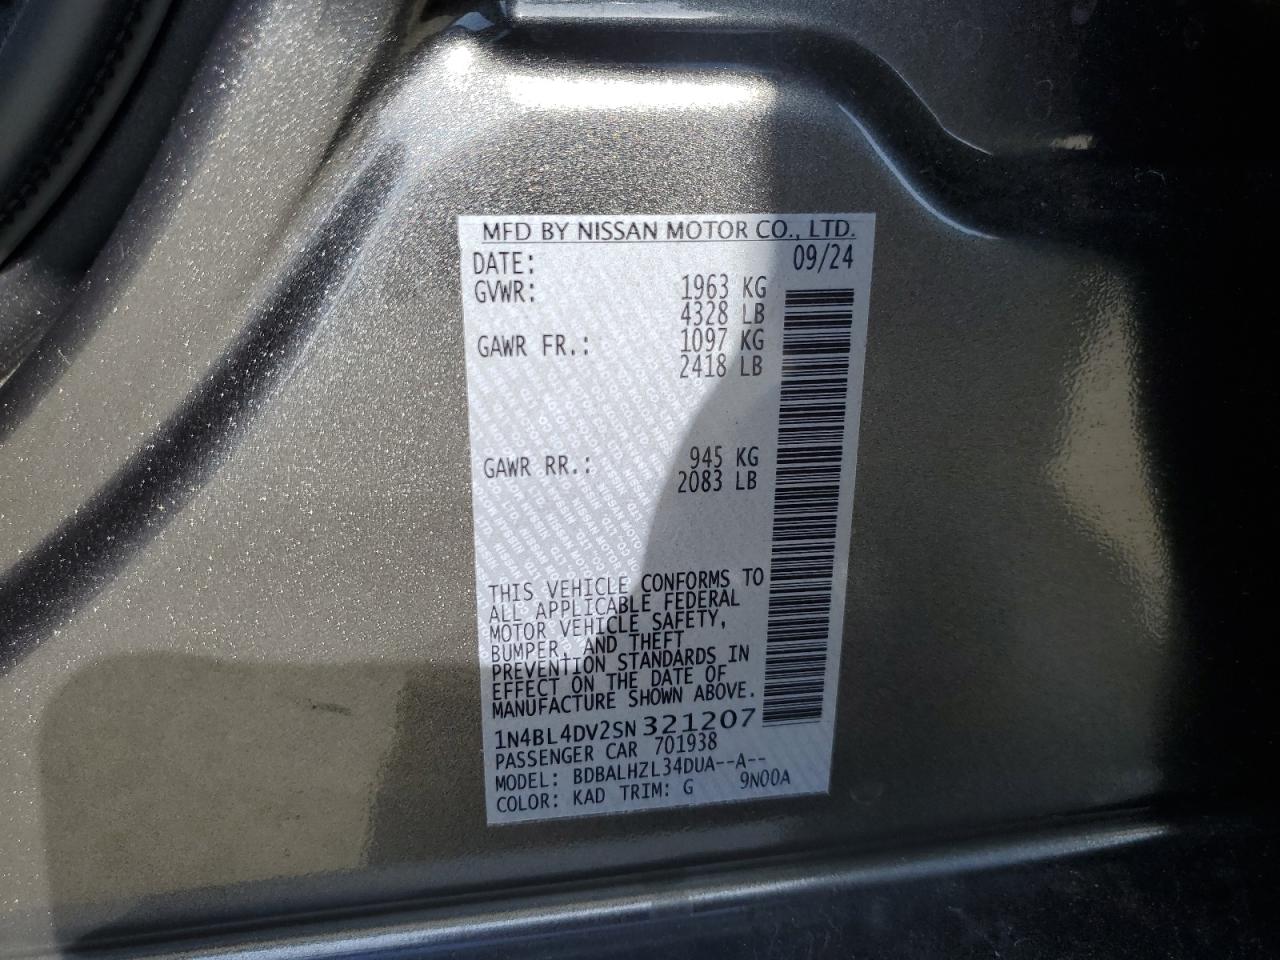 MFD BY NISSAN MOTOR CO., LTD.
DATE: 09/24
GVWR: 1963 KG
4328 LB
GAWR FR.: 1097 KG
2418 LB
GAWR RR.: 945 KG
2083 LB
THIS VEHICLE CONFORMS TO
ALL APPLICABLE FEDERAL
MOTOR VEHICLE SAFETY,
BUMPER, AND THEFT
PREVENTION STANDARDS IN
EFFECT ON THE DATE OF
MANUFACTURE SHOWN ABOVE.
1N4BL4DV2SN321207
PASSENGER CAR 701938
MODEL: BDBALHZL34DUA--A--
COLOR: KAD TRIM: G 9N00A